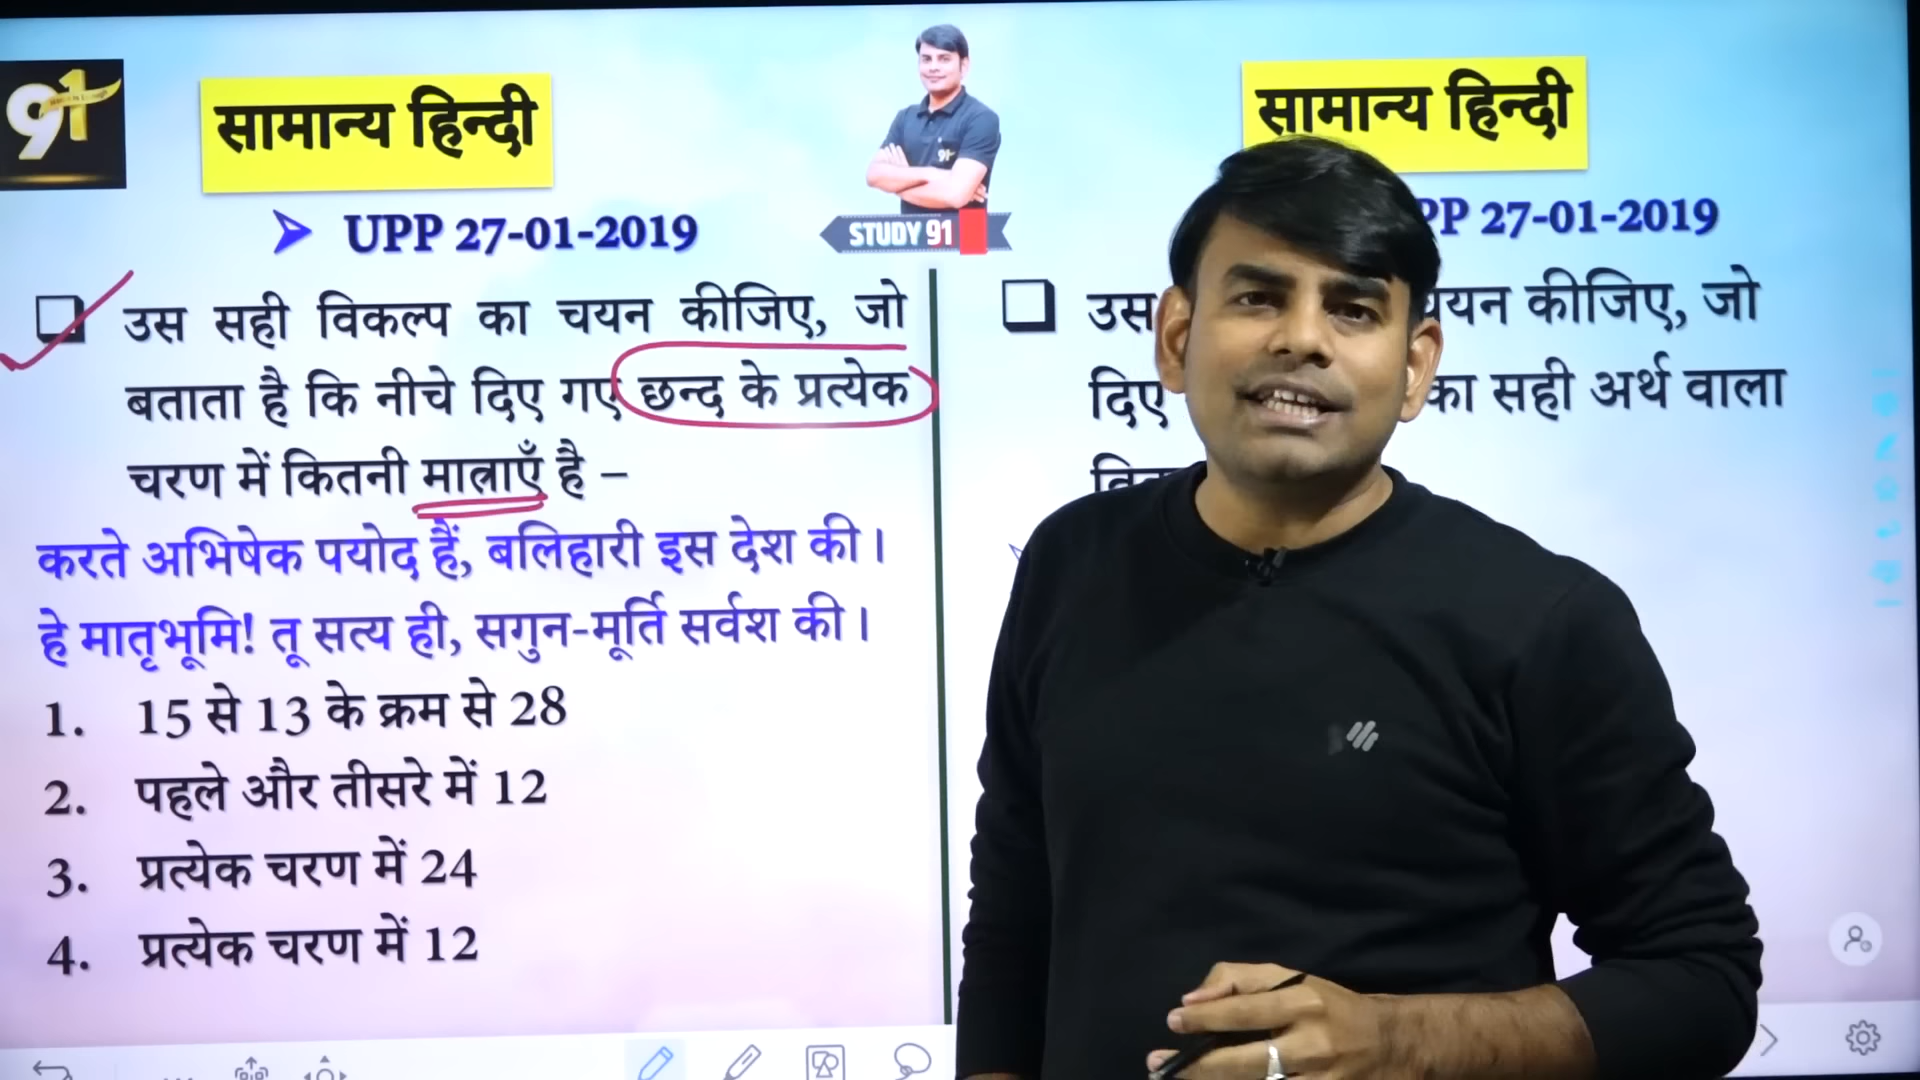 91
सामान्य हिन्दी
UPP 27-01-2019
STUDY 91
उस सही विकल्प का चयन कीजिए, जो
बताता है कि नीचे दिए गए छन्द के प्रत्येक
चरण में कितनी मात्राएँ है –
करते अभिषेक पयोद हैं, बलिहारी इस देश की।
हे मातृभूमि! तू सत्य ही, सगुन-मूर्ति सर्वश की।
1. 15 से 13 के क्रम से 28
2. पहले और तीसरे में 12
3. प्रत्येक चरण में 24
4. प्रत्येक चरण में 12
सामान्य हिन्दी
PP 27-01-2019
उस चयन कीजिए, जो
दिए का सही अर्थ वाला